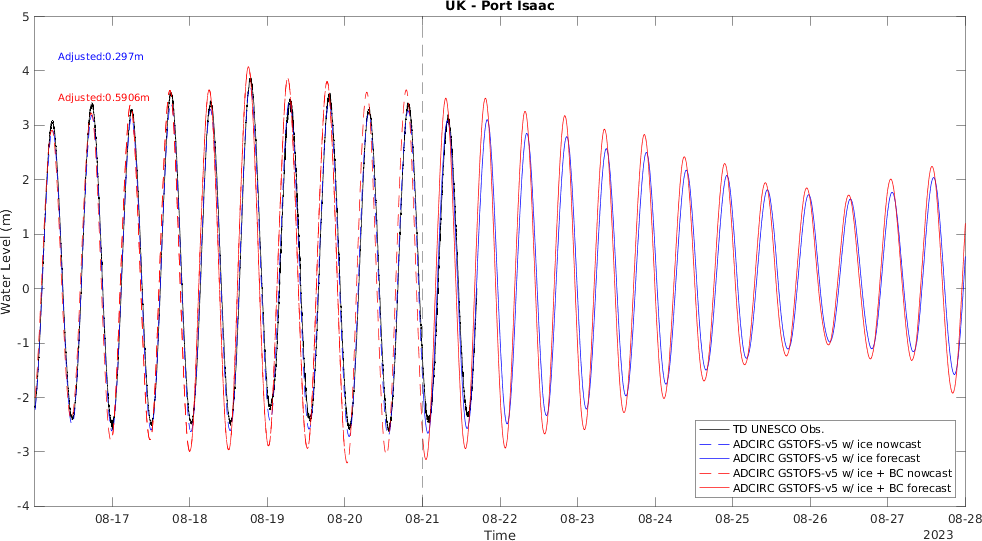 UK - Port Isaac
5
4
3
2
1
0
-1
-2
-3
-4
Water Level (m)
Adjusted:0.297m
Adjusted:0.5906m
TD UNESCO Obs.
ADCIRC GSTOFS-v5 w/ ice nowcast
ADCIRC GSTOFS-v5 w/ ice forecast
ADCIRC GSTOFS-v5 w/ ice + BC nowcast
ADCIRC GSTOFS-v5 w/ ice + BC forecast
08-17 08-18 08-19 08-20 08-21 08-22 08-23 08-24 08-25 08-26 08-27 08-28
Time
2023